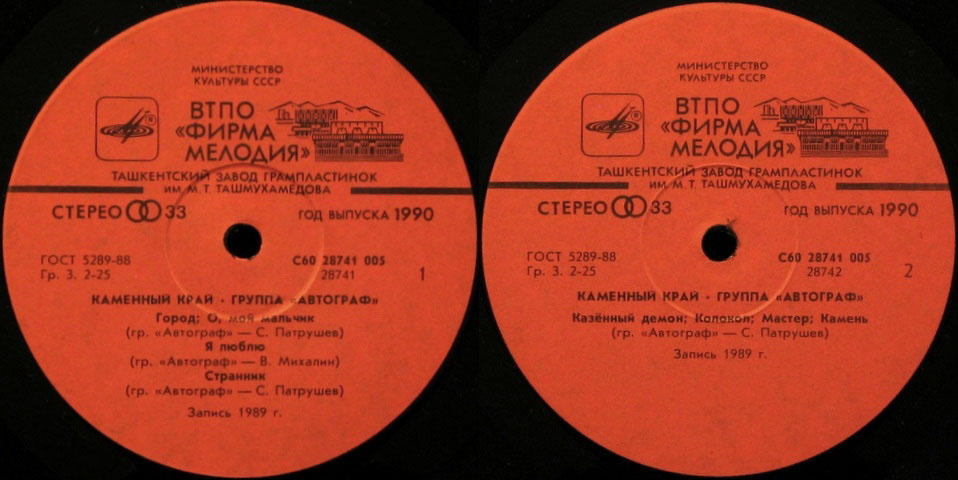 МИНИСТЕРСТВО
КУЛЬТУРЫ СССР
ВТПО
«ФИРМА
МЕЛОДИЯ»
ТАШКЕНТСКИЙ ЗАВОД ГРАМПЛАСТИНОК
ИМ. М. Т. ТАШМУХАМЕДОВА
СТЕРЕО 33
ГОД ВЫПУСКА 1990
ГОСТ 5289-88
Гр. 3. 2-25
С60 28741 005
28741
1
КАМЕННЫЙ КРАЙ · ГРУППА «АВТОГРАФ»
Город; О, мой мальчик
(гр. «Автограф» — С. Патрушев)
Я люблю
(гр. «Автограф» — В. Михалин)
Странник
(гр. «Автограф» — С. Патрушев)
Запись 1989 г.
МИНИСТЕРСТВО
КУЛЬТУРЫ СССР
ВТПО
«ФИРМА
МЕЛОДИЯ»
ТАШКЕНТСКИЙ ЗАВОД ГРАМПЛАСТИНОК
ИМ. М. Т. ТАШМУХАМЕДОВА
СТЕРЕО 33
ГОД ВЫПУСКА 1990
ГОСТ 5289-88
Гр. 3. 2-25
С60 28741 005
28742
2
КАМЕННЫЙ КРАЙ · ГРУППА «АВТОГРАФ»
Казённый демон; Колокол; Мастер; Камень
(гр. «Автограф» — С. Патрушев)
Запись 1989 г.